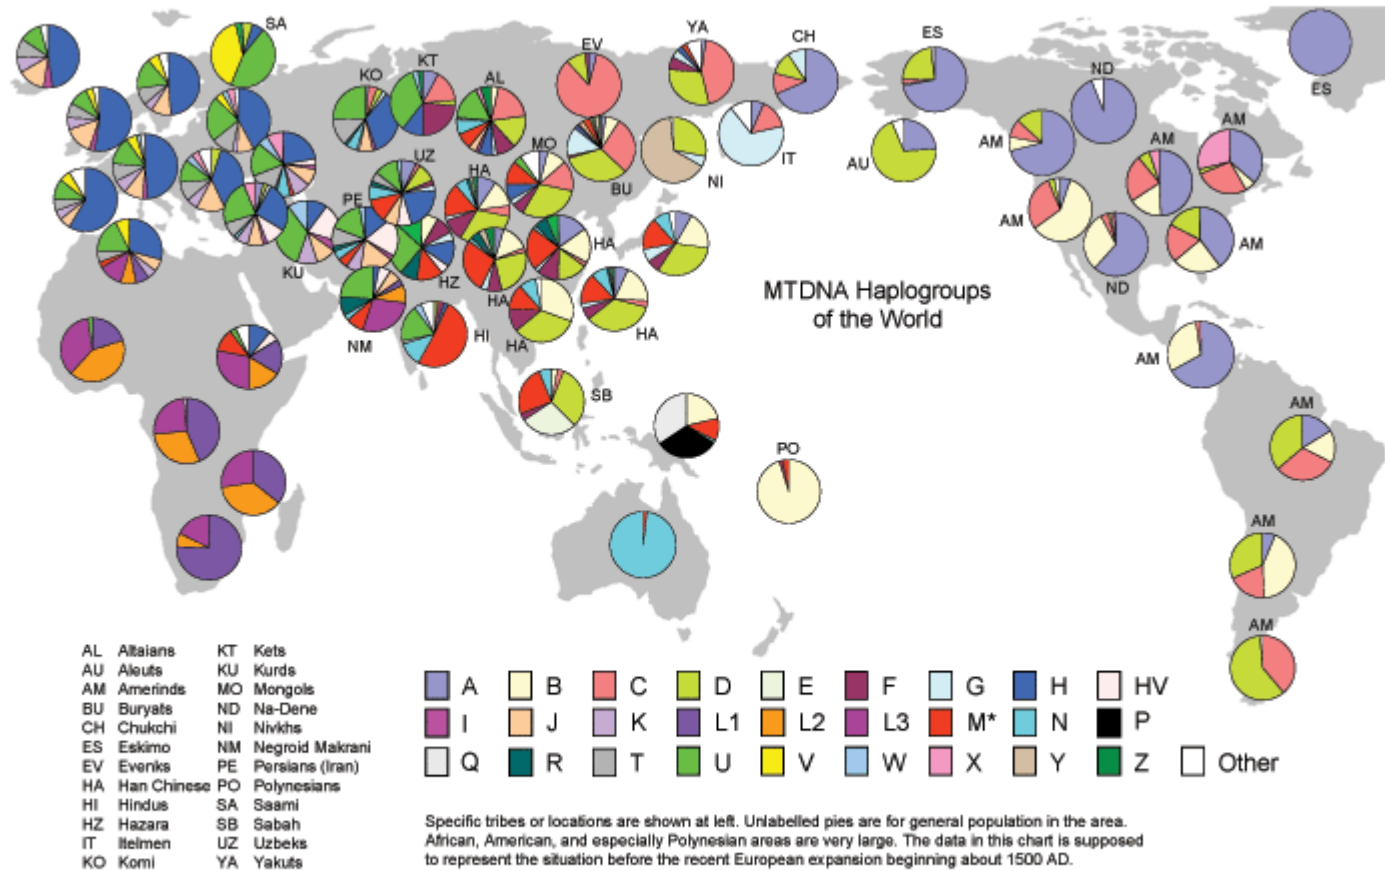 SA
YA
CH
ES
EV
KT
KO
AL
ND
ES
AM
AM
AM
MO
IT
AU
UZ
HA
BU
NI
PE
AM
AM
HA
KU
HZ
ND
HA
MTDNA Haplogroups
of the World
NM
HI
HA
HA
AM
SB
AM
PO
AM
AM
AL Altaians KT Kets
AU Aleuts KU Kurds
AM Amerinds MO Mongols
BU Buryats ND Na-Dene
CH Chukchi NI Nivkhs
ES Eskimo NM Negroid Makrani
EV Evenks PE Persians (Iran)
HA Han Chinese PO Polynesians
HI Hindus SA Saami
HZ Hazara SB Sabah
IT Itelmen UZ Uzbeks
KO Komi YA Yakuts
A B C D E F G H HV
I J K L1 L2 L3 M* N P
Q R T U V W X Y Z Other
Specific tribes or locations are shown at left. Unlabelled pies are for general population in the area.
African, American, and especially Polynesian areas are very large. The data in this chart is supposed
to represent the situation before the recent European expansion beginning about 1500 AD.